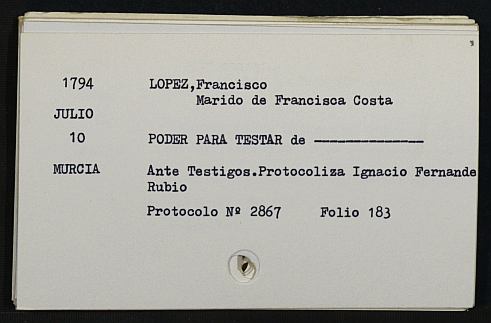 1794 LOPEZ,Francisco
Marido de Francisca Costa
JULIO
10 PODER PARA TESTAR de --------------
MURCIA Ante Testigos.Protocoliza Ignacio Fernande
Rubio
Protocolo Nº 2867 Folio 183